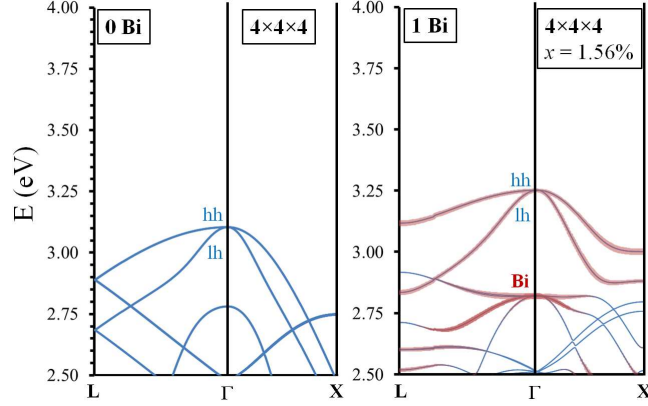 4.00
3.75
3.50
3.25
3.00
2.75
2.50
E (eV)
0 Bi
4×4×4
hh
lh
L
Γ
X
4.00
3.75
3.50
3.25
3.00
2.75
2.50
1 Bi
4×4×4
x = 1.56%
hh
lh
Bi
L
Γ
X